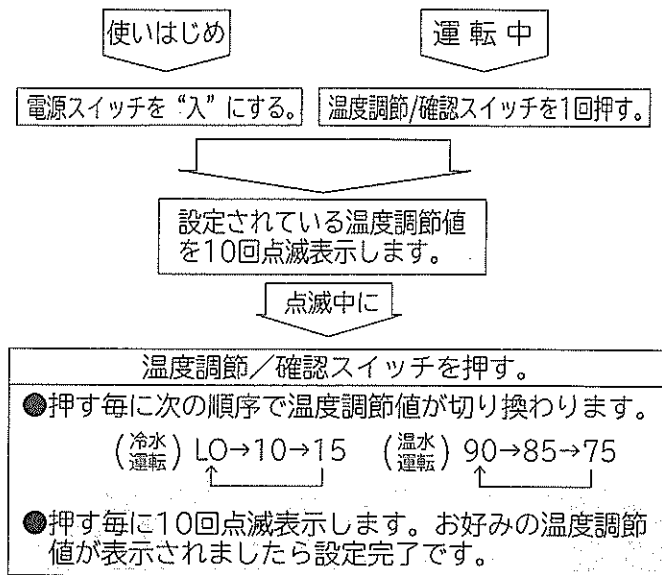 使いはじめ
運転中
電源スイッチを“入”にする。
温度調節/確認スイッチを1回押す。
設定されている温度調節値
を10回点滅表示します。
点滅中に
温度調節/確認スイッチを押す。
●押す毎に次の順序で温度調節値が切り換わります。
(冷水運転) LO→10→15 (温水運転) 90→85→75
●押す毎に10回点滅表示します。お好みの温度調節
値が表示されましたら設定完了です。